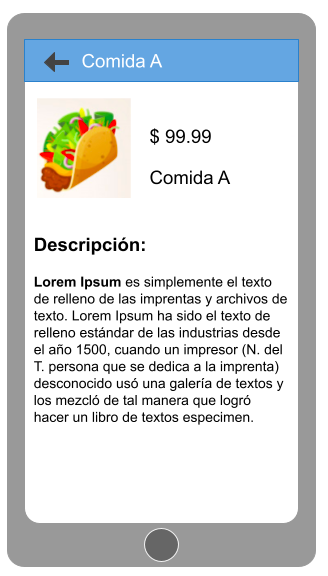 Comida A
$ 99.99
Comida A
Descripción:
Lorem Ipsum es simplemente el texto
de relleno de las imprentas y archivos de
texto. Lorem Ipsum ha sido el texto de
relleno estándar de las industrias desde
el año 1500, cuando un impresor (N. del
T. persona que se dedica a la imprenta)
desconocido usó una galería de textos y
los mezcló de tal manera que logró
hacer un libro de textos especimen.